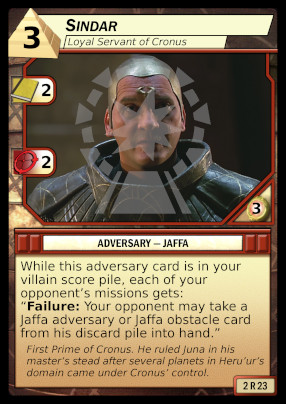 3
SINDAR
Loyal Servant of Cronus
2
2
3
ADVERSARY – JAFFA
While this adversary card is in your
villain score pile, each of your
opponent's missions gets:
“Failure: Your opponent may take a
Jaffa adversary or Jaffa obstacle card
from his discard pile into hand.”
First Prime of Cronus. He ruled Juna in his
master's stead after several planets in Heru'ur's
domain came under Cronus' control.
2 R 23